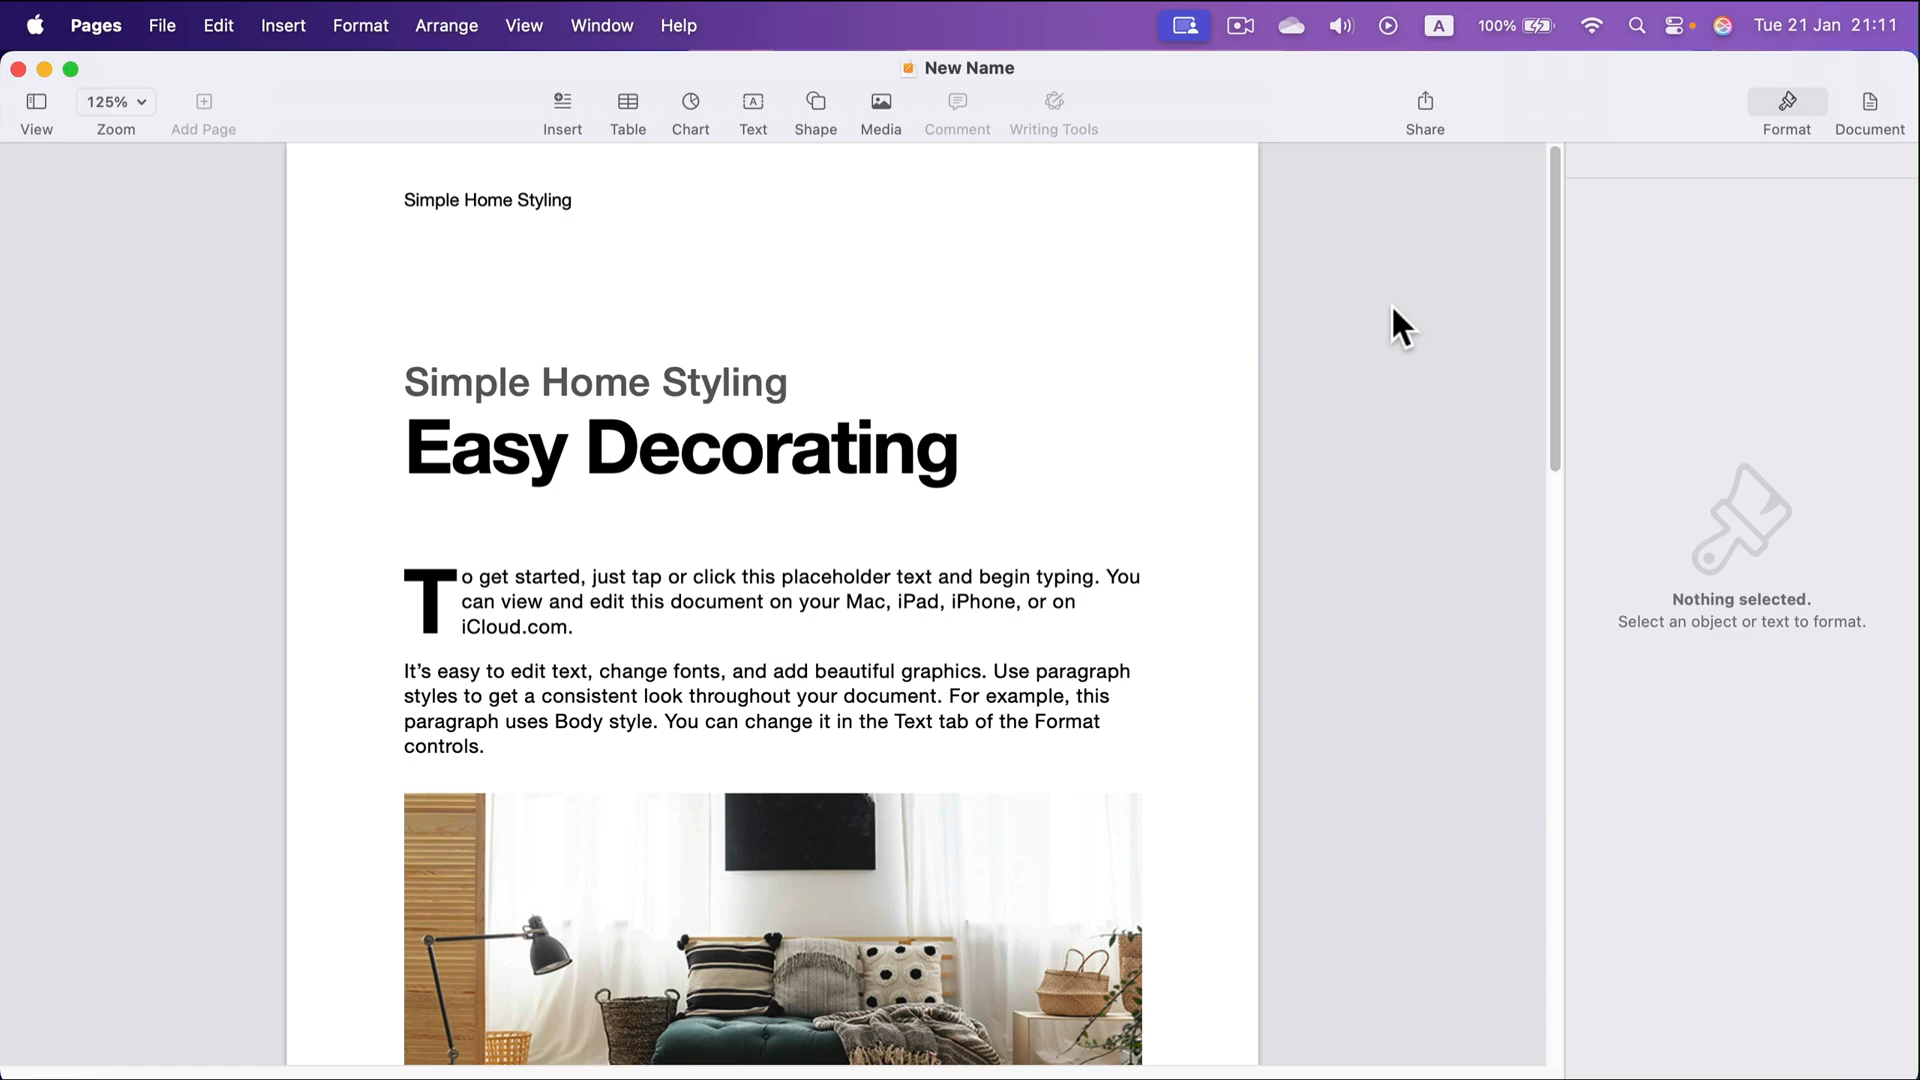 Pages File Edit Insert Format Arrange View Window Help A 100% Tue 21 Jan 21:11
New Name
125%
View Zoom Add Page Insert Table Chart Text Shape Media Comment Writing Tools Share Format Document
Simple Home Styling
Simple Home Styling
Easy Decorating
To get started, just tap or click this placeholder text and begin typing. You
can view and edit this document on your Mac, iPad, iPhone, or on
iCloud.com.
It’s easy to edit text, change fonts, and add beautiful graphics. Use paragraph
styles to get a consistent look throughout your document. For example, this
paragraph uses Body style. You can change it in the Text tab of the Format
controls.
Nothing selected.
Select an object or text to format.